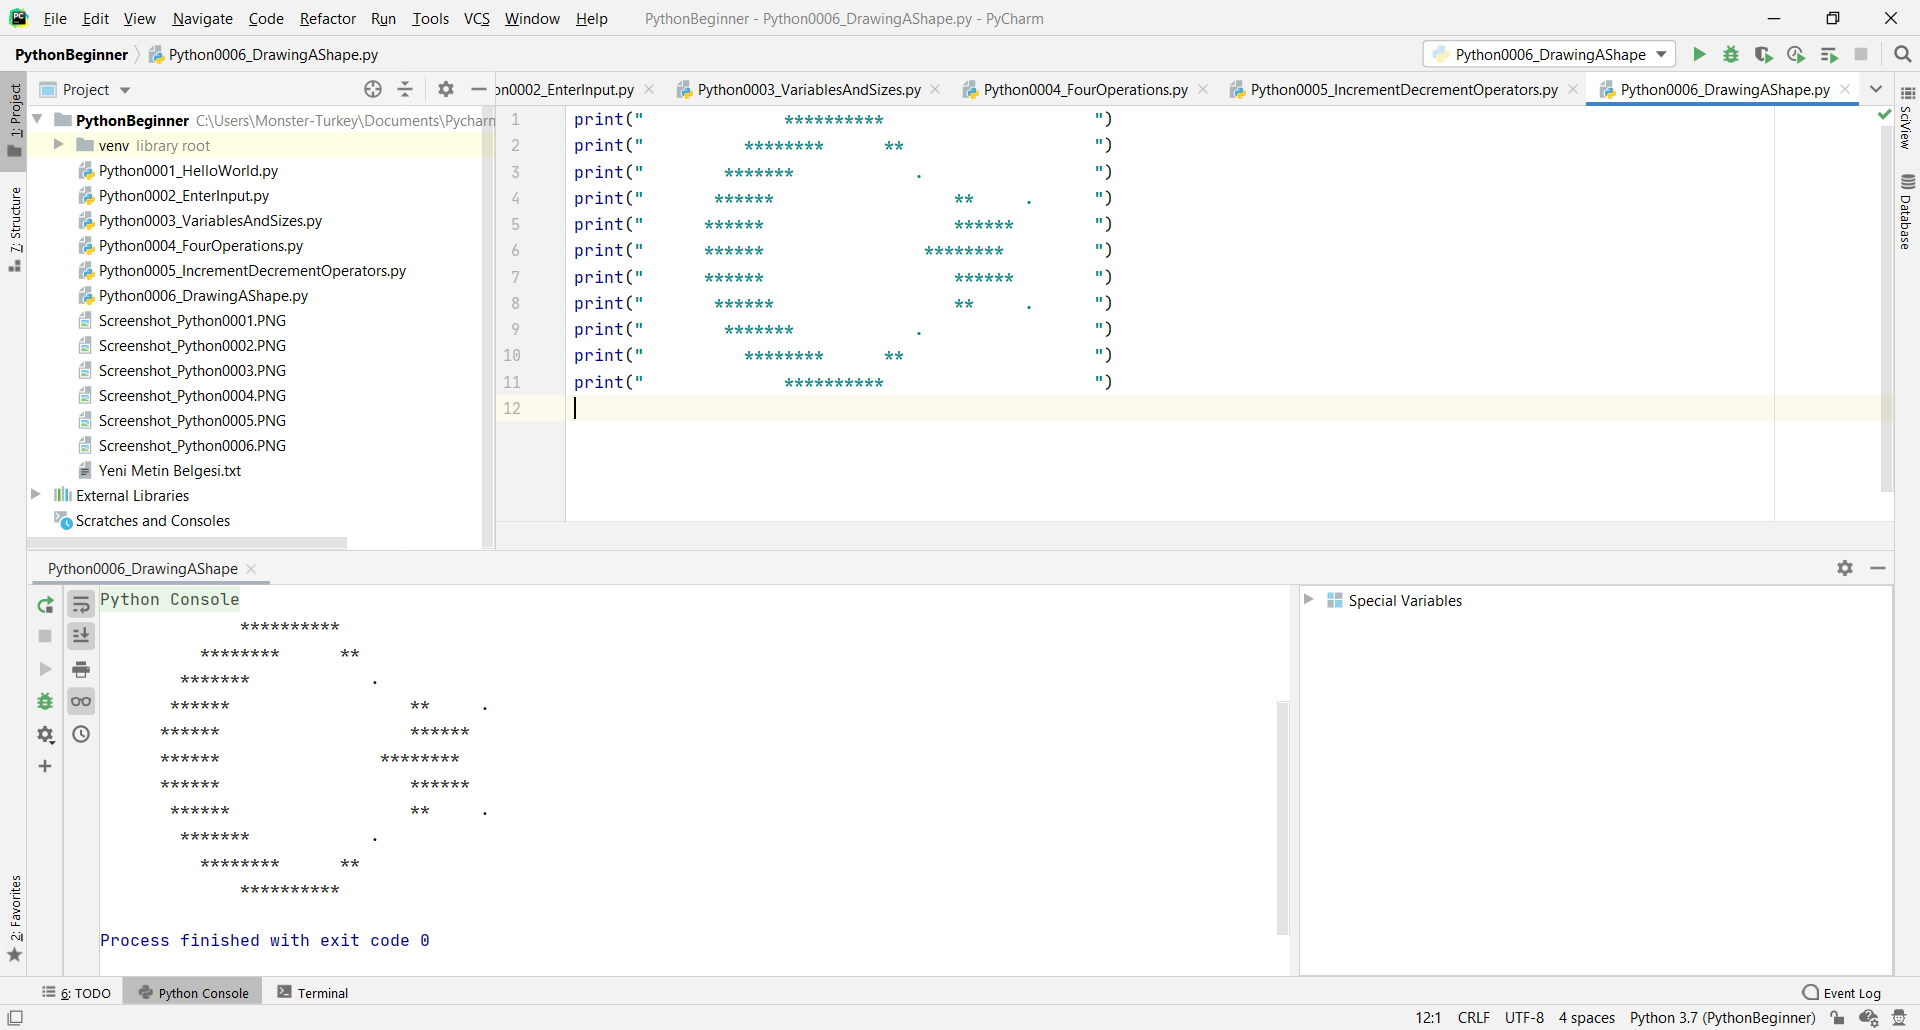 File Edit View Navigate Code Refactor Run Tools VCS Window Help PythonBeginner - Python0006_DrawingAShape.py - PyCharm
PythonBeginner Python0006_DrawingAShape.py Python0006_DrawingAShape
Project on0002_EnterInput.py Python0003_VariablesAndSizes.py Python0004_FourOperations.py Python0005_IncrementDecrementOperators.py Python0006_DrawingAShape.py
1: Project
7: Structure
2: Favorites
PythonBeginner C:\Users\Monster-Turkey\Documents\Pycharm
venv library root
Python0001_HelloWorld.py
Python0002_EnterInput.py
Python0003_VariablesAndSizes.py
Python0004_FourOperations.py
Python0005_IncrementDecrementOperators.py
Python0006_DrawingAShape.py
Screenshot_Python0001.PNG
Screenshot_Python0002.PNG
Screenshot_Python0003.PNG
Screenshot_Python0004.PNG
Screenshot_Python0005.PNG
Screenshot_Python0006.PNG
Yeni Metin Belgesi.txt
External Libraries
Scratches and Consoles
1 print("              **********                     ")
2 print("          ********      **                   ")
3 print("        *******            .                 ")
4 print("       ******                  **     .      ")
5 print("      ******                   ******        ")
6 print("      ******                ********         ")
7 print("      ******                   ******        ")
8 print("       ******                  **     .      ")
9 print("        *******            .                 ")
10 print("          ********      **                   ")
11 print("              **********                     ")
12
SciView
Database
Python0006_DrawingAShape
Python Console
              **********
          ********      **
        *******            .
       ******                  **     .
      ******                   ******
      ******                ********
      ******                   ******
       ******                  **     .
        *******            .
          ********      **
              **********
Process finished with exit code 0
Special Variables
6: TODO Python Console Terminal Event Log
12:1 CRLF UTF-8 4 spaces Python 3.7 (PythonBeginner)